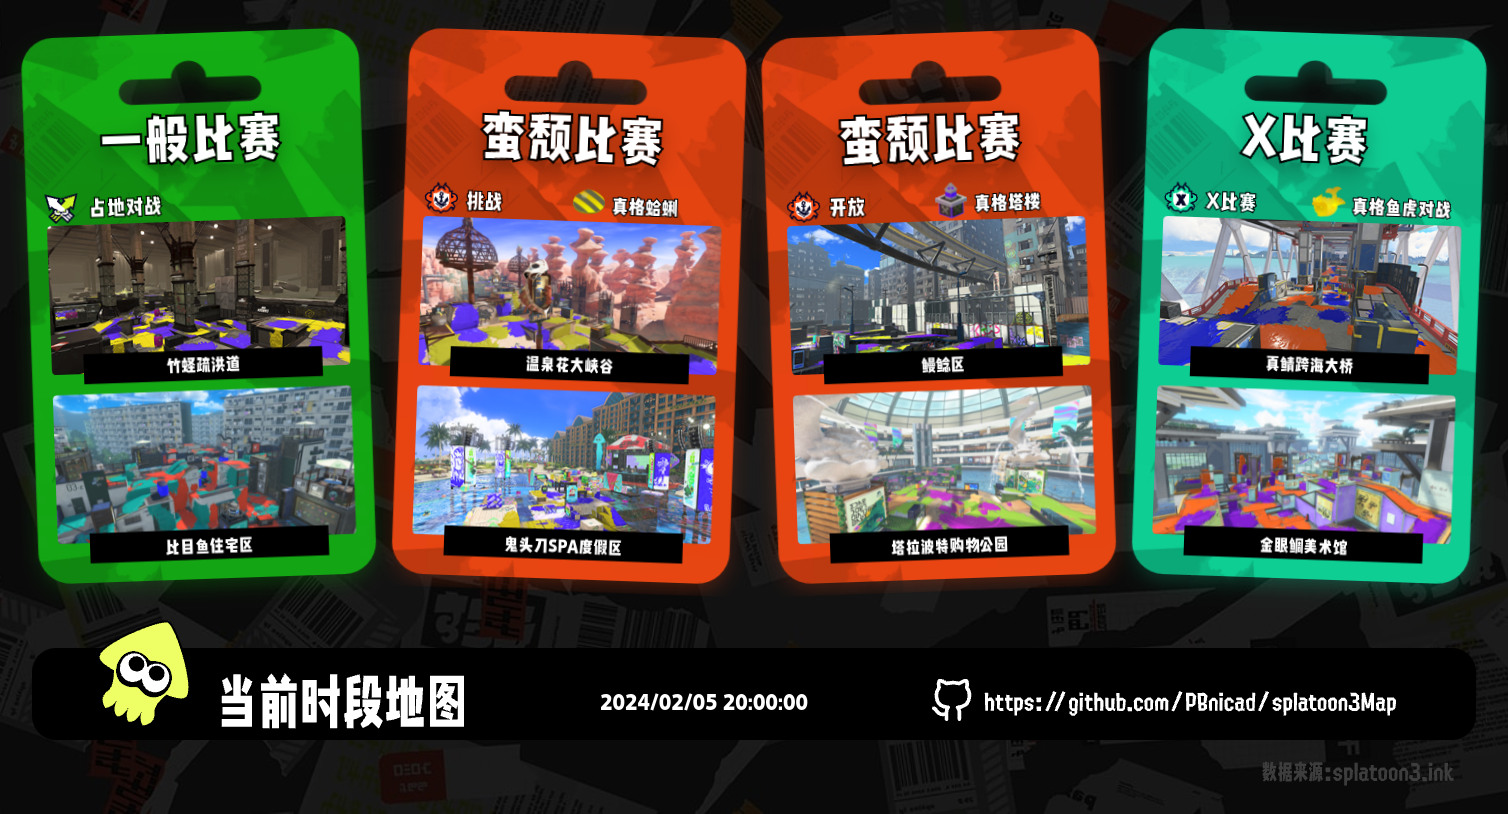 一般比赛
占地对战
竹蛏疏洪道
比目鱼住宅区
蛮颓比赛
挑战
真格蛤蜊
温泉花大峡谷
鬼头刀SPA度假区
蛮颓比赛
开放
真格塔楼
鳗鲶区
塔拉波特购物公园
X比赛
X比赛
真格鱼虎对战
真鲭跨海大桥
金眼鲷美术馆
当前时段地图
2024/02/05 20:00:00
https://github.com/PBnicad/splatoon3Map
数据来源:splatoon3.ink